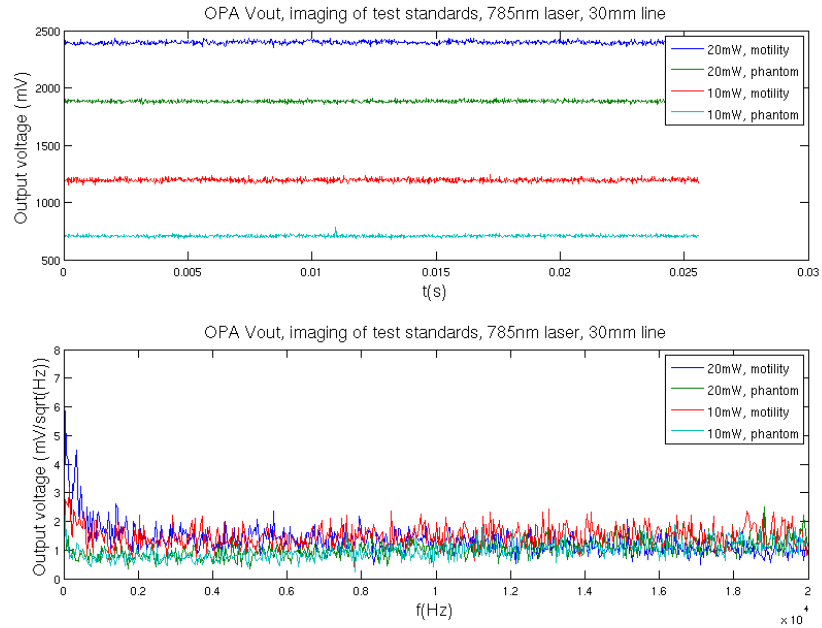 OPA Vout, imaging of test standards, 785nm laser, 30mm line
2500
2000
1500
1000
500
Output voltage (mV)
20mW, motility
20mW, phantom
10mW, motility
10mW, phantom
0
0.005
0.01
0.015
0.02
0.025
0.03
t(s)
OPA Vout, imaging of test standards, 785nm laser, 30mm line
8
7
6
5
4
3
2
1
0
Output voltage (mV/sqrt(Hz))
20mW, motility
20mW, phantom
10mW, motility
10mW, phantom
0
0.2
0.4
0.6
0.8
1
1.2
1.4
1.6
1.8
2
f(Hz)
x 10^4